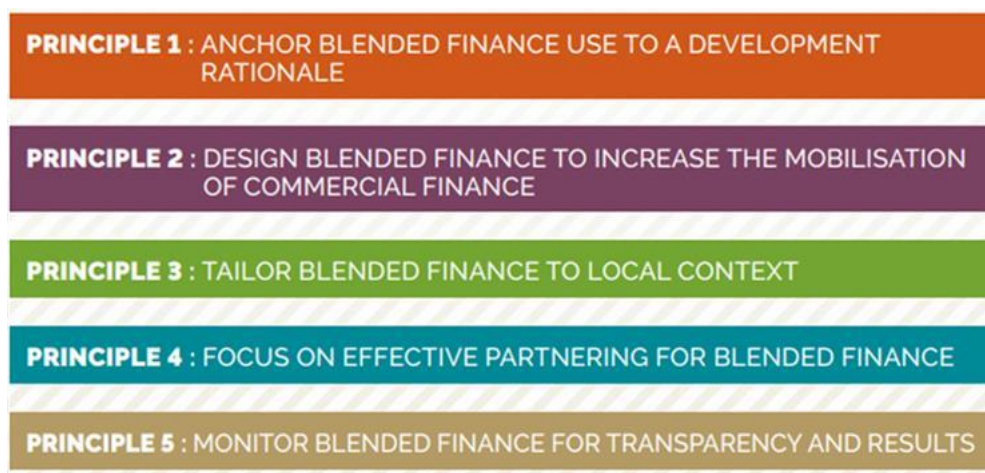 PRINCIPLE 1 : ANCHOR BLENDED FINANCE USE TO A DEVELOPMENT
RATIONALE
PRINCIPLE 2 : DESIGN BLENDED FINANCE TO INCREASE THE MOBILISATION
OF COMMERCIAL FINANCE
PRINCIPLE 3 : TAILOR BLENDED FINANCE TO LOCAL CONTEXT
PRINCIPLE 4 : FOCUS ON EFFECTIVE PARTNERING FOR BLENDED FINANCE
PRINCIPLE 5 : MONITOR BLENDED FINANCE FOR TRANSPARENCY AND RESULTS